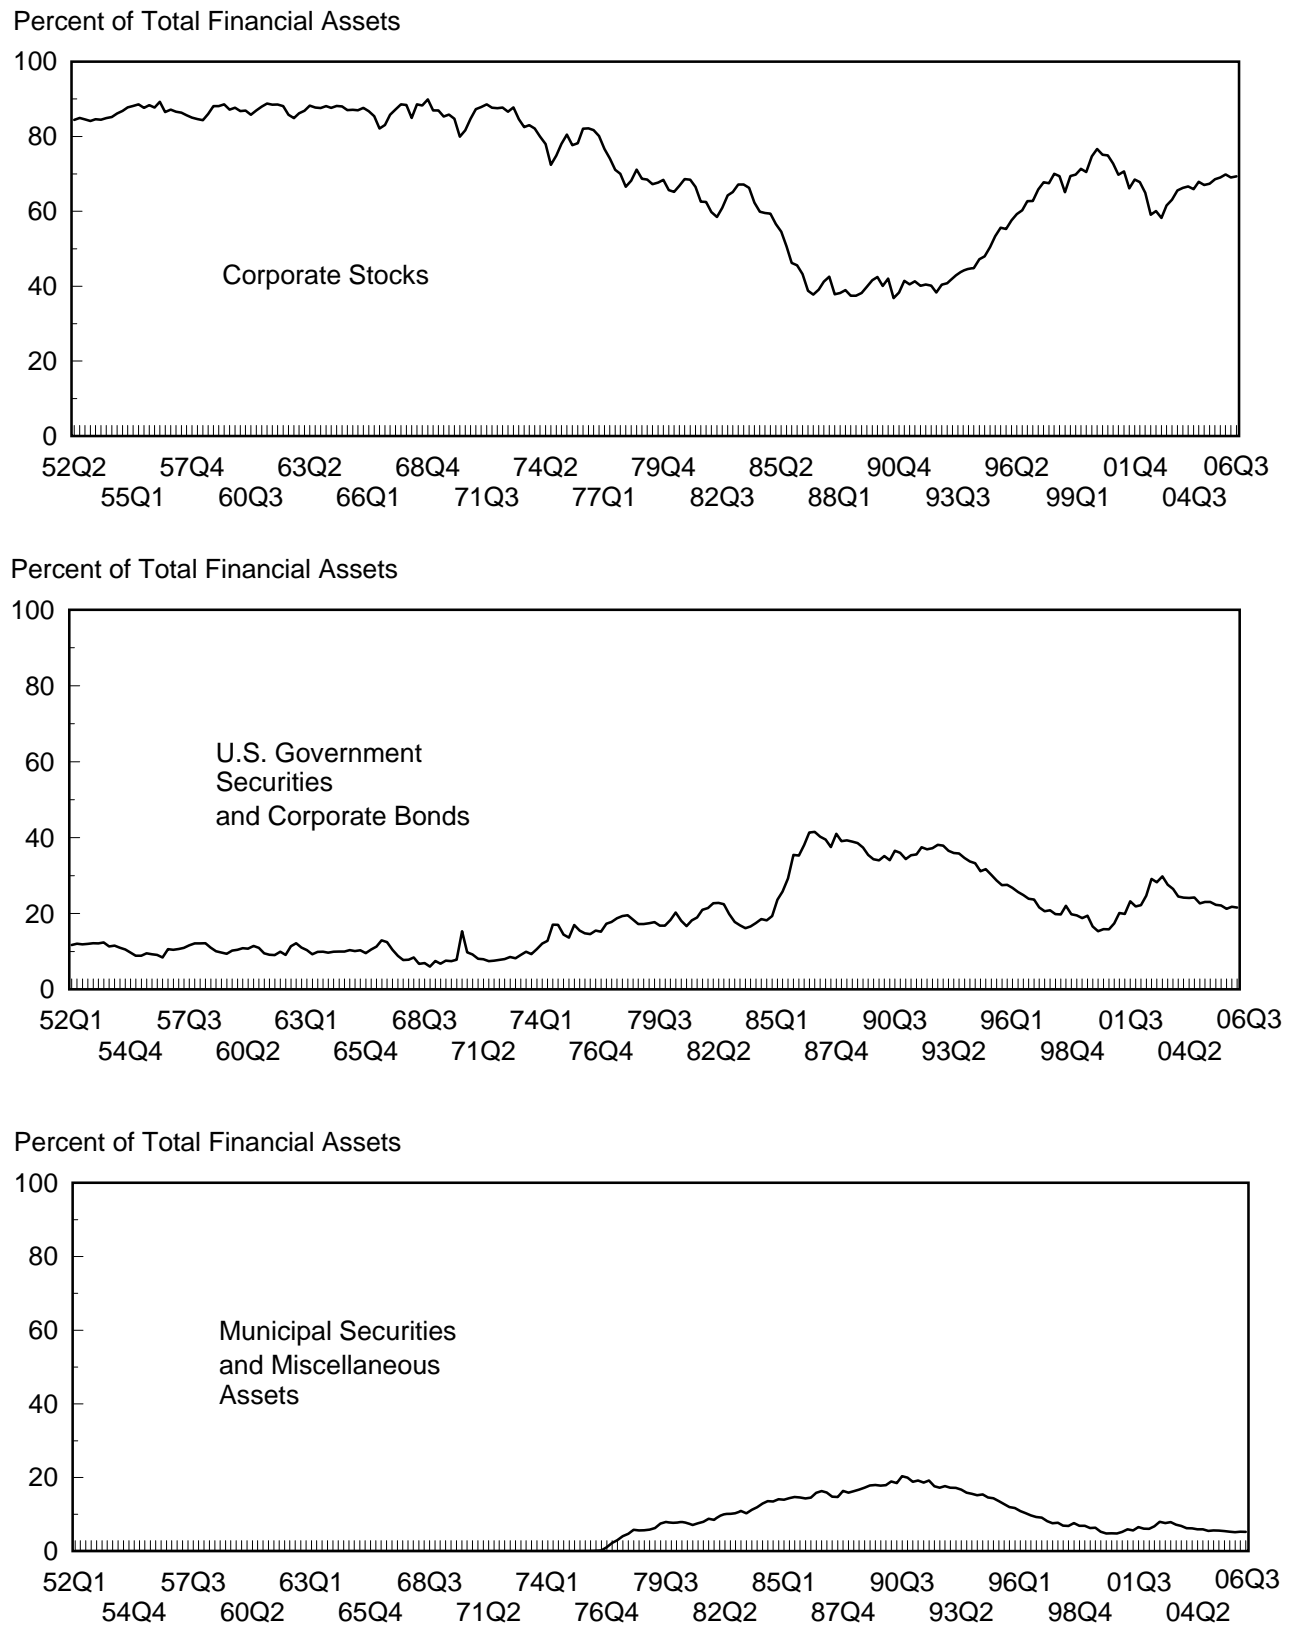 Percent of Total Financial Assets
100
80
60
40
20
0
Corporate Stocks
52Q2 57Q4 63Q2 68Q4 74Q2 79Q4 85Q2 90Q4 96Q2 01Q4 06Q3
55Q1 60Q3 66Q1 71Q3 77Q1 82Q3 88Q1 93Q3 99Q1 04Q3
Percent of Total Financial Assets
100
80
60
40
20
0
U.S. Government
Securities
and Corporate Bonds
52Q1 57Q3 63Q1 68Q3 74Q1 79Q3 85Q1 90Q3 96Q1 01Q3 06Q3
54Q4 60Q2 65Q4 71Q2 76Q4 82Q2 87Q4 93Q2 98Q4 04Q2
Percent of Total Financial Assets
100
80
60
40
20
0
Municipal Securities
and Miscellaneous
Assets
52Q1 57Q3 63Q1 68Q3 74Q1 79Q3 85Q1 90Q3 96Q1 01Q3 06Q3
54Q4 60Q2 65Q4 71Q2 76Q4 82Q2 87Q4 93Q2 98Q4 04Q2